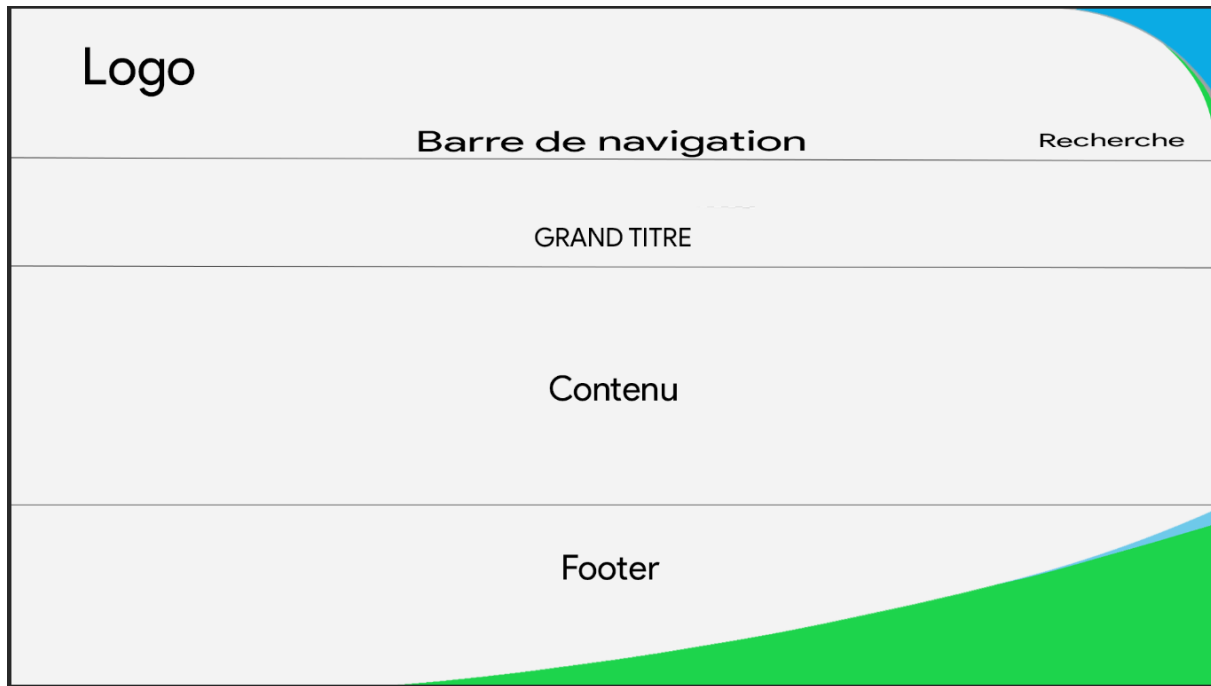 Logo
Barre de navigation
Recherche
GRAND TITRE
Contenu
Footer